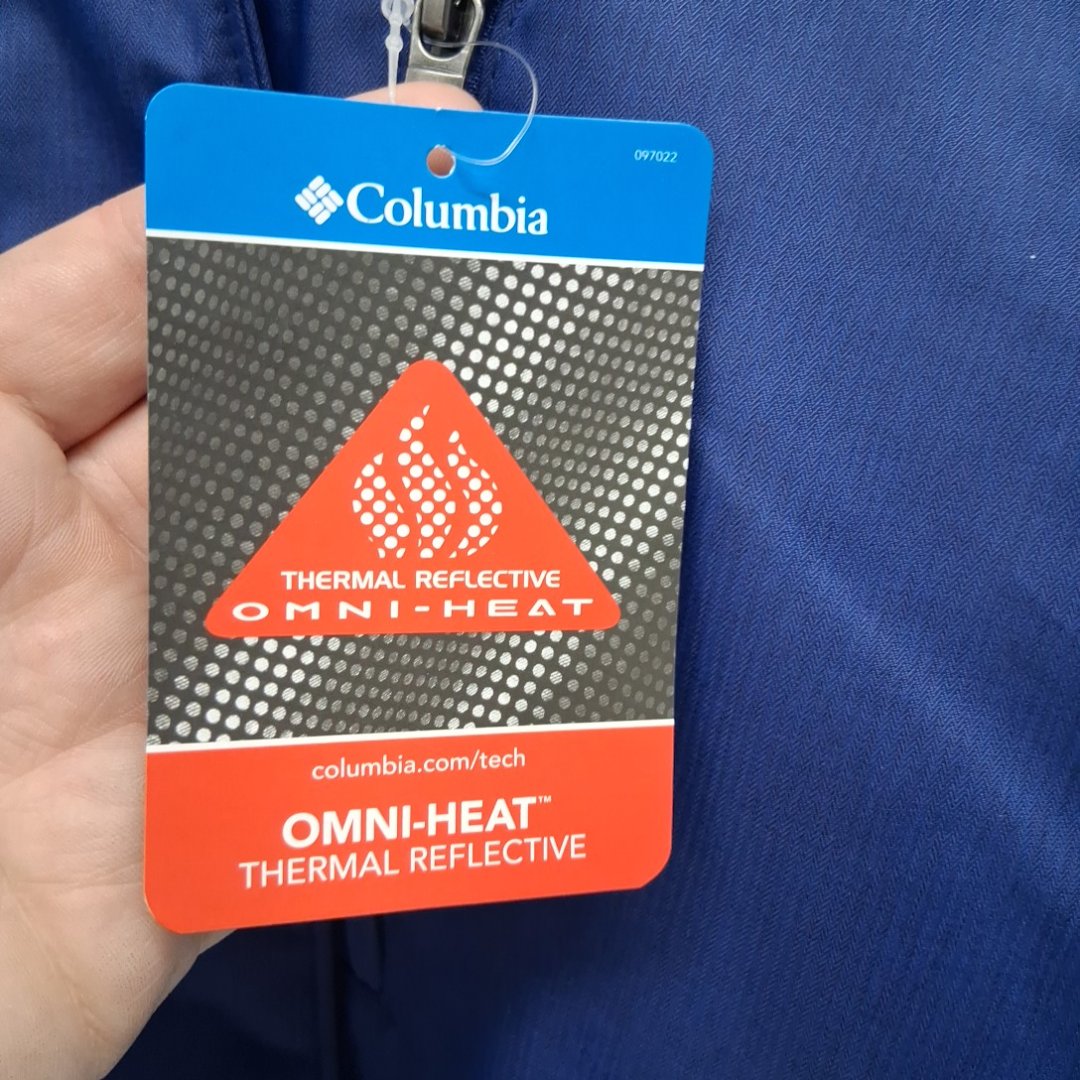 097022
Columbia
THERMAL REFLECTIVE
OMNI-HEAT
columbia.com/tech
OMNI-HEAT™
THERMAL REFLECTIVE